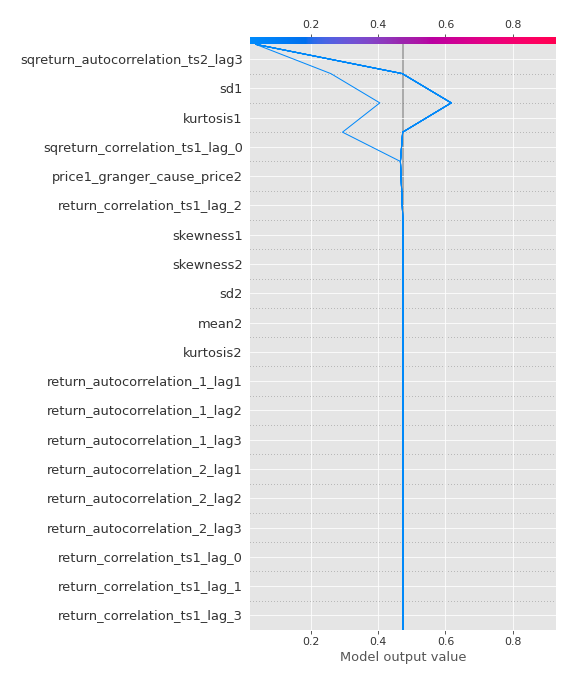 0.2 0.4 0.6 0.8
sqreturn_autocorrelation_ts2_lag3
sd1
kurtosis1
sqreturn_correlation_ts1_lag_0
price1_granger_cause_price2
return_correlation_ts1_lag_2
skewness1
skewness2
sd2
mean2
kurtosis2
return_autocorrelation_1_lag1
return_autocorrelation_1_lag2
return_autocorrelation_1_lag3
return_autocorrelation_2_lag1
return_autocorrelation_2_lag2
return_autocorrelation_2_lag3
return_correlation_ts1_lag_0
return_correlation_ts1_lag_1
return_correlation_ts1_lag_3
0.2 0.4 0.6 0.8
Model output value